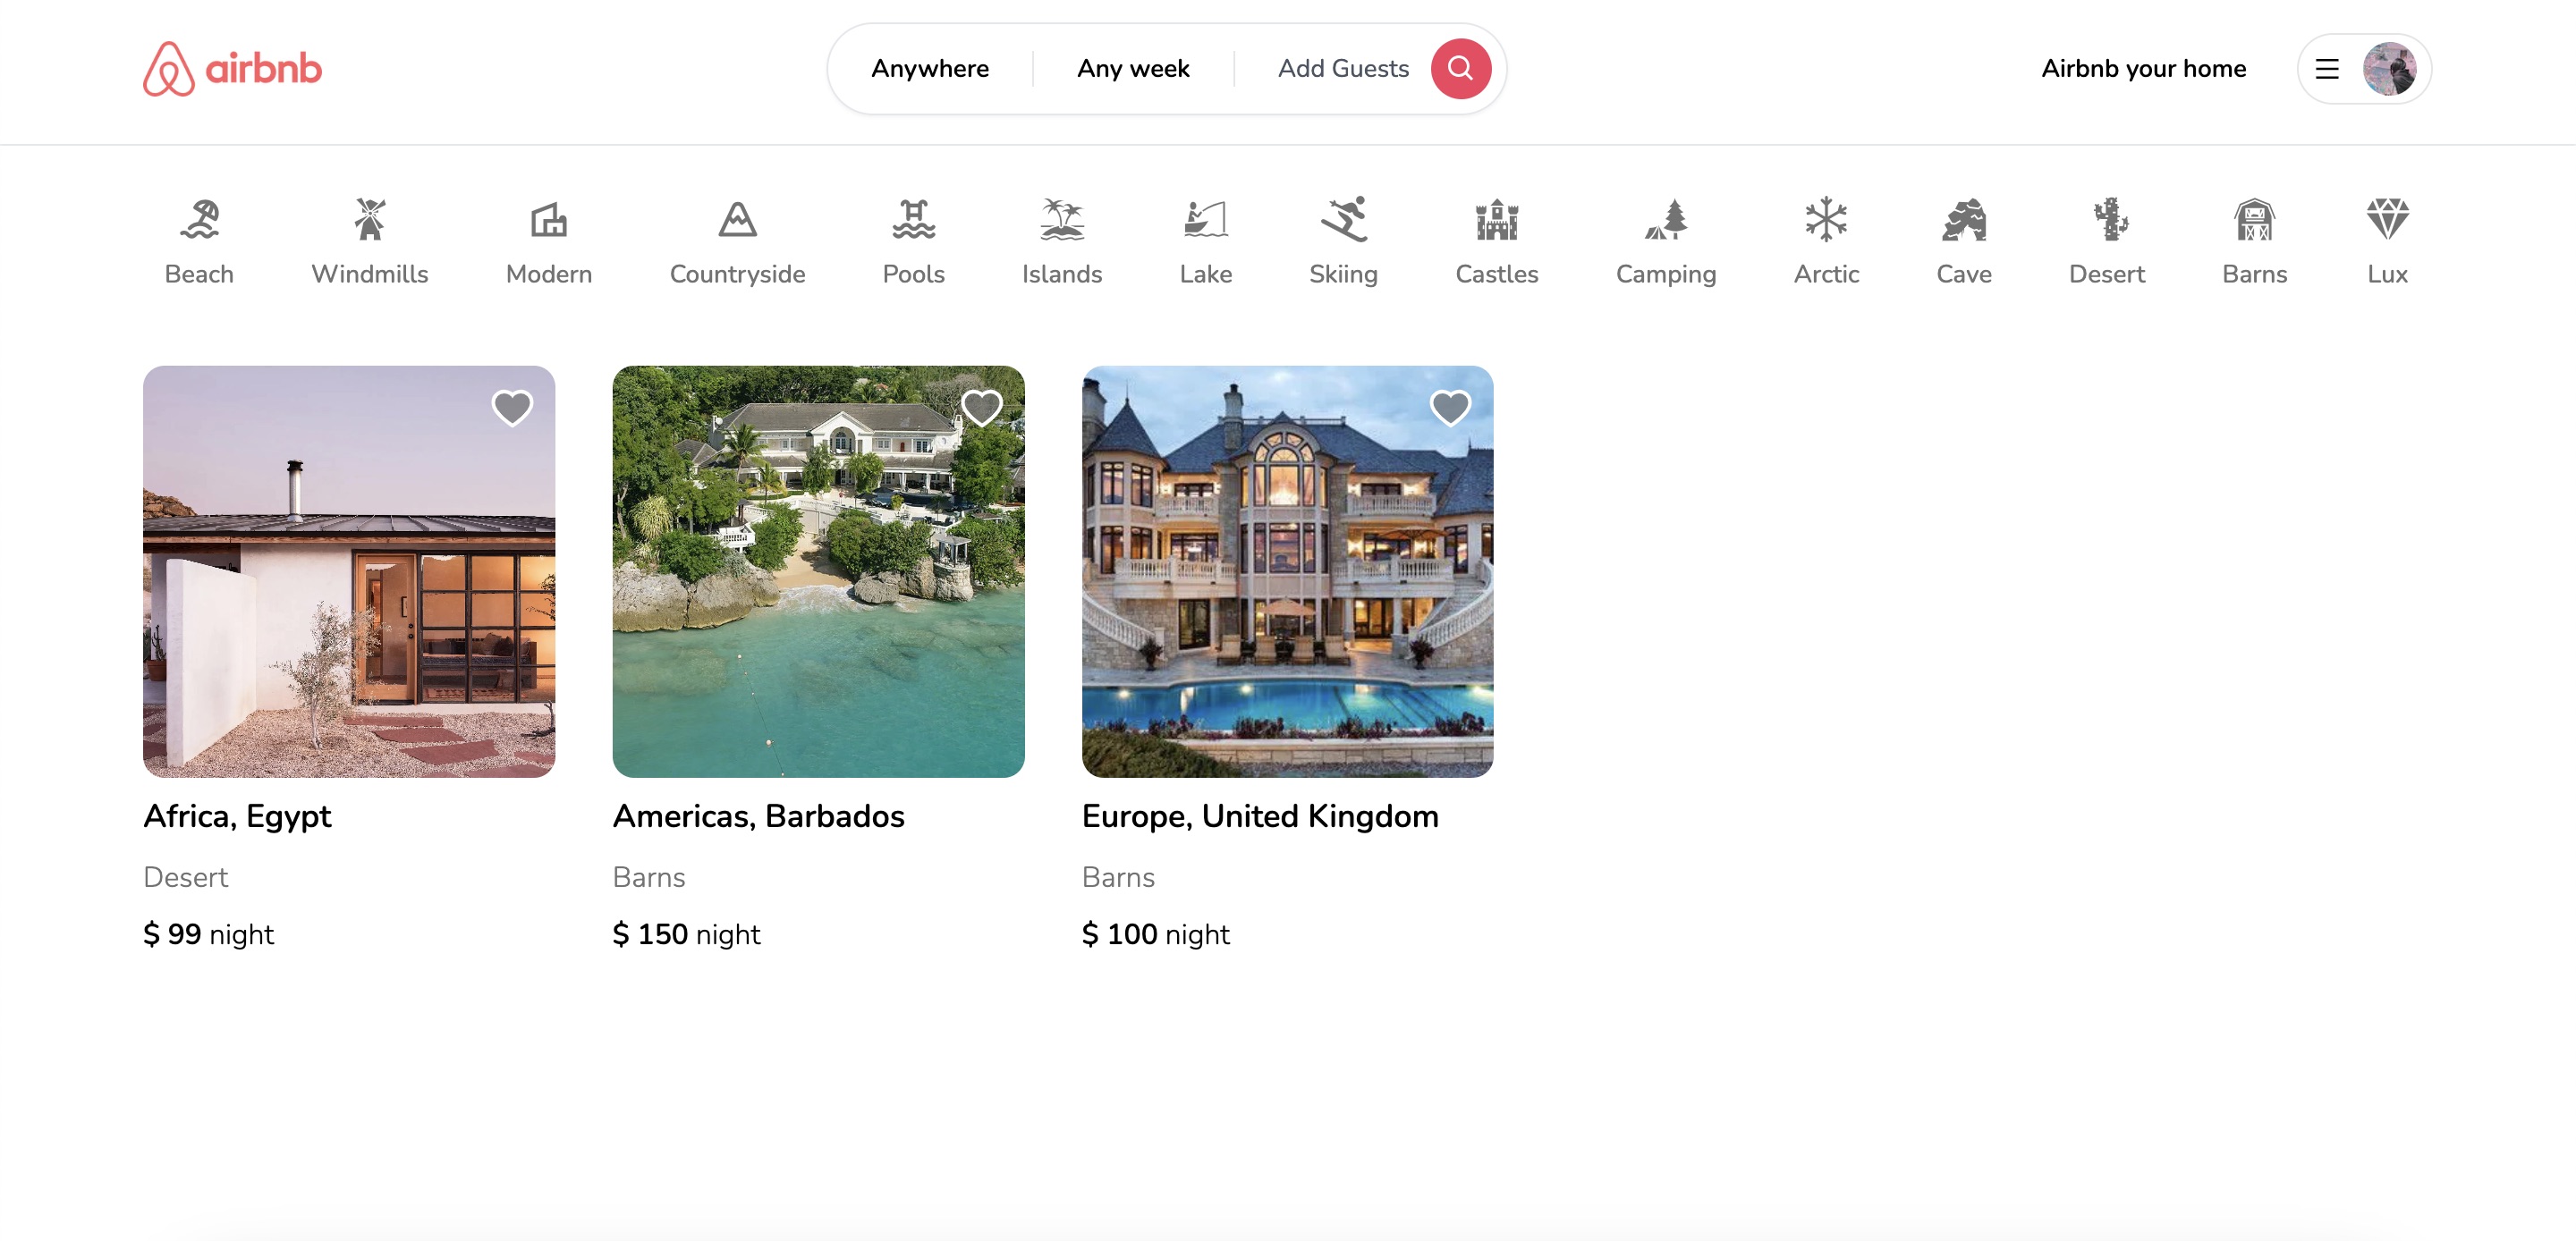 airbnb
Anywhere
Any week
Add Guests
Airbnb your home
Beach
Windmills
Modern
Countryside
Pools
Islands
Lake
Skiing
Castles
Camping
Arctic
Cave
Desert
Barns
Lux
Africa, Egypt
Desert
$ 99 night
Americas, Barbados
Barns
$ 150 night
Europe, United Kingdom
Barns
$ 100 night